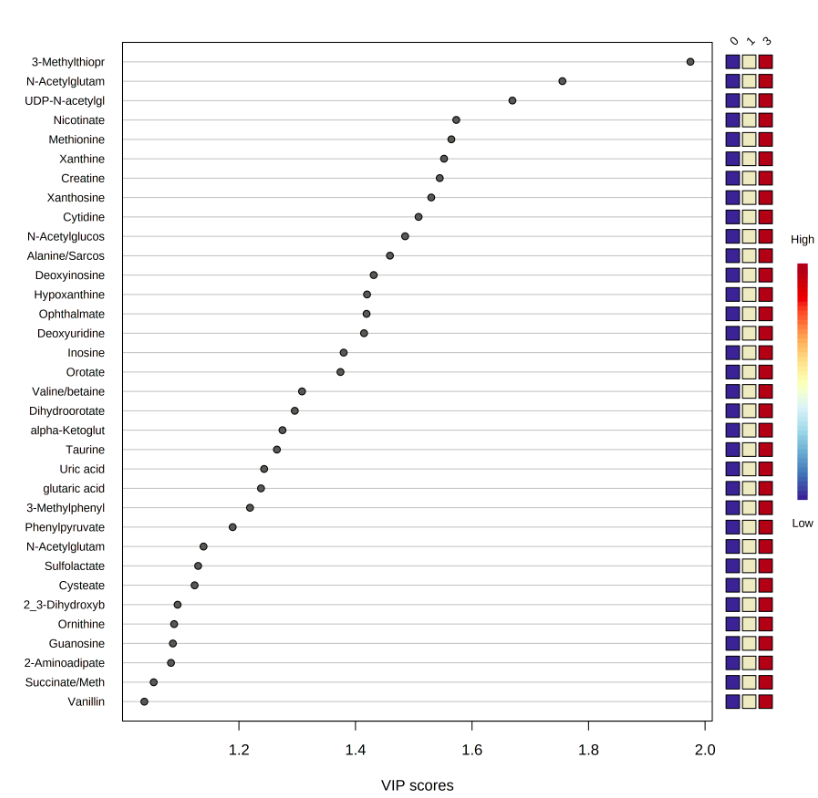 0 1 3
3-Methylthiopr
N-Acetylglutam
UDP-N-acetylgl
Nicotinate
Methionine
Xanthine
Creatine
Xanthosine
Cytidine
N-Acetylglucos
High
Alanine/Sarcos
Deoxyinosine
Hypoxanthine
Ophthalmate
Deoxyuridine
Inosine
Orotate
Valine/betaine
Dihydroorotate
alpha-Ketoglut
Taurine
Uric acid
glutaric acid
3-Methylphenyl
Phenylpyruvate
Low
N-Acetylglutam
Sulfolactate
Cysteate
2_3-Dihydroxyb
Ornithine
Guanosine
2-Aminoadipate
Succinate/Meth
Vanillin
1.2 1.4 1.6 1.8 2.0
VIP scores